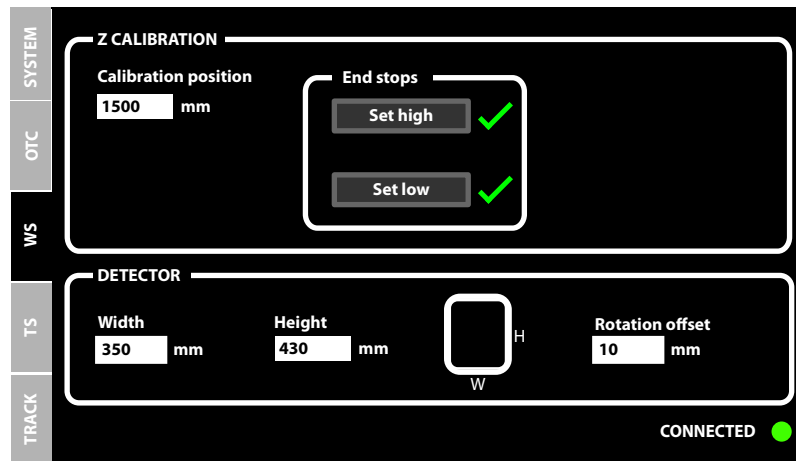 SYSTEM
OTC
WS
TS
TRACK
Z CALIBRATION
Calibration position
1500 mm
End stops
Set high
Set low
DETECTOR
Width
350 mm
Height
430 mm
H
W
Rotation offset
10 mm
CONNECTED